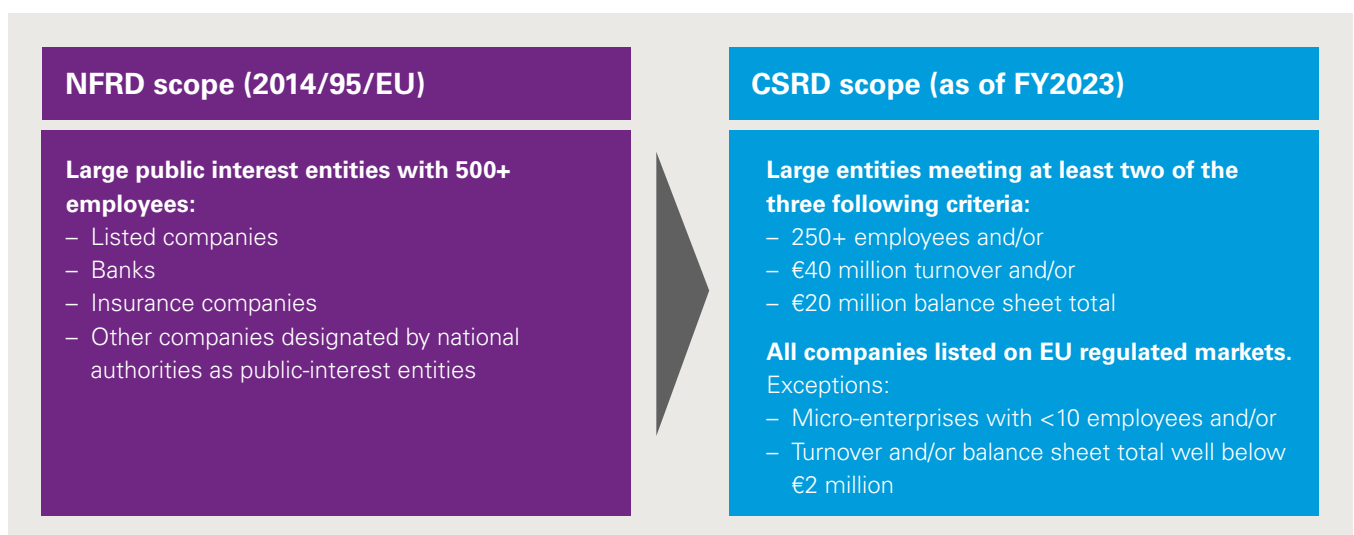 NFRD scope (2014/95/EU)
Large public interest entities with 500+
employees:
– Listed companies
– Banks
– Insurance companies
– Other companies designated by national
authorities as public-interest entities
CSRD scope (as of FY2023)
Large entities meeting at least two of the
three following criteria:
– 250+ employees and/or
– €40 million turnover and/or
– €20 million balance sheet total
All companies listed on EU regulated markets.
Exceptions:
– Micro-enterprises with <10 employees and/or
– Turnover and/or balance sheet total well below
€2 million